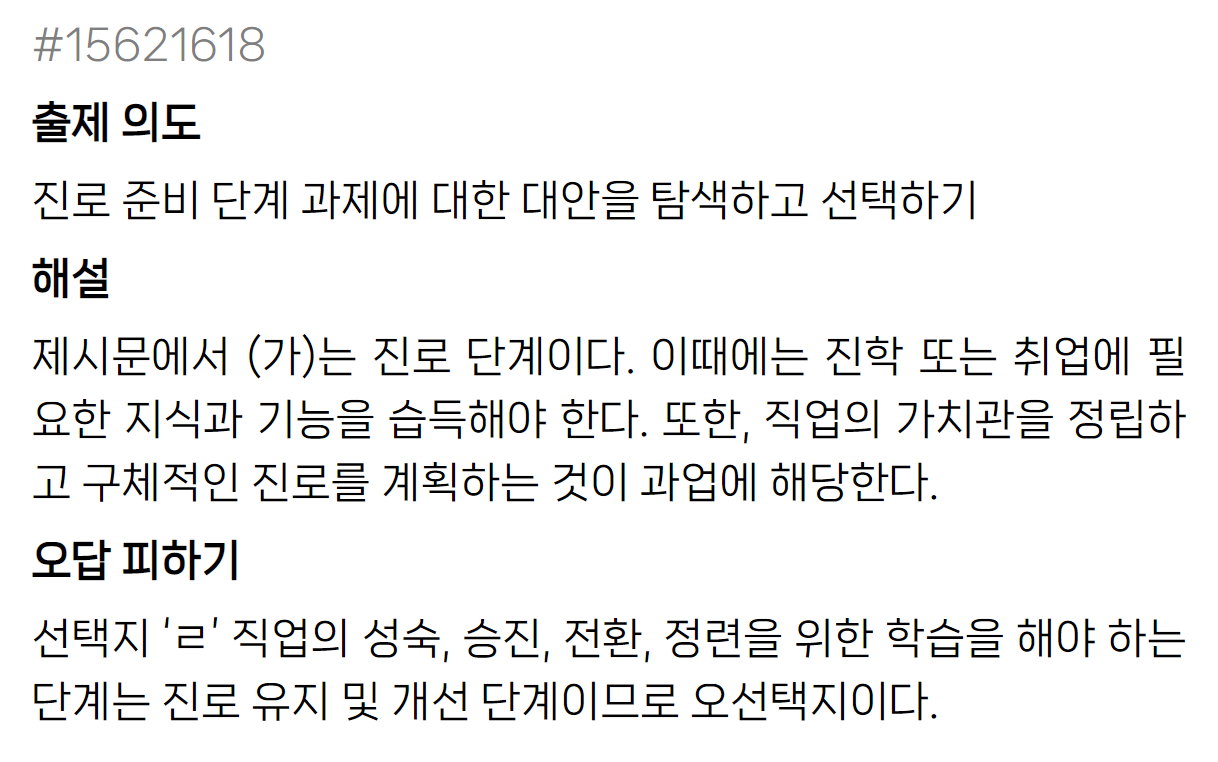 #15621618
출제 의도
진로 준비 단계 과제에 대한 대안을 탐색하고 선택하기
해설
제시문에서 (가)는 진로 단계이다. 이때에는 진학 또는 취업에 필
요한 지식과 기능을 습득해야 한다. 또한, 직업의 가치관을 정립하
고 구체적인 진로를 계획하는 것이 과업에 해당한다.
오답 피하기
선택지 ‘ㄹ’ 직업의 성숙, 승진, 전환, 정련을 위한 학습을 해야 하는
단계는 진로 유지 및 개선 단계이므로 오선택지이다.